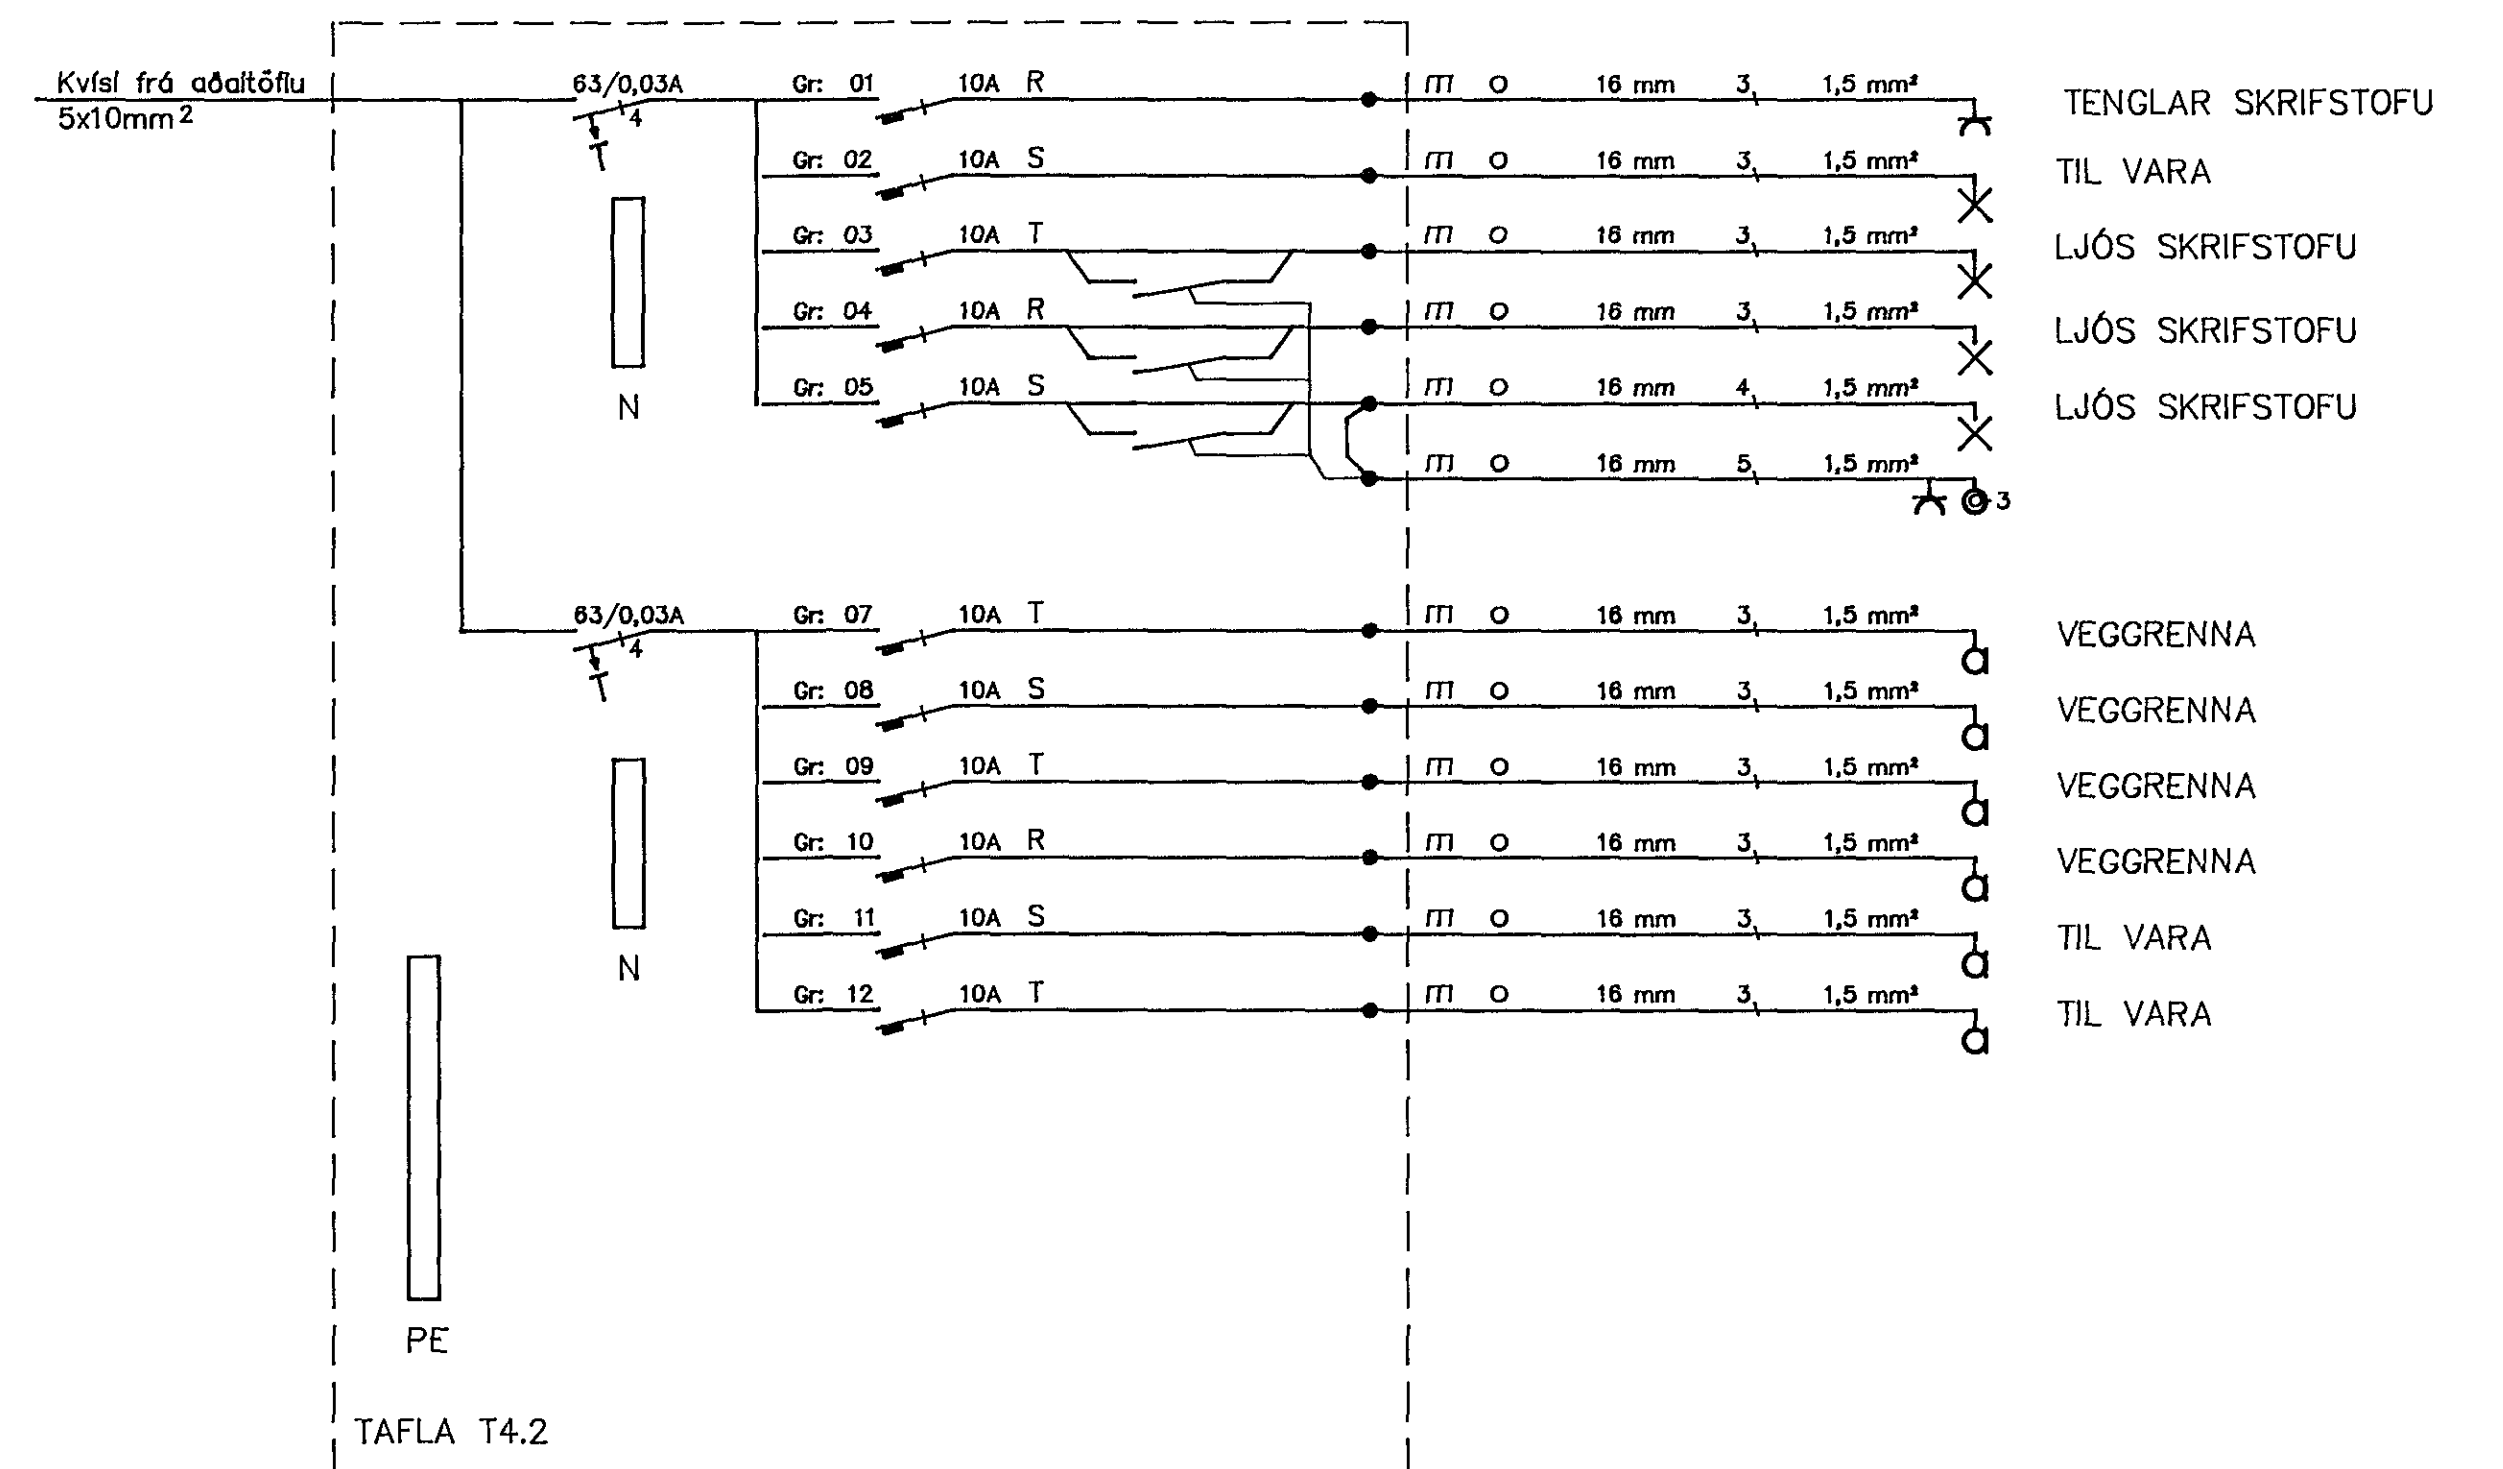 Kvísl frá aðaltöflu 63/0,03A Gr: 01 10A R m O 16 mm 3 1,5 mm² TENGLAR SKRIFSTOFU
5x10mm² 4
Gr: 02 10A S m O 16 mm 3 1,5 mm² TIL VARA
Gr: 03 10A T m O 16 mm 3 1,5 mm² LJÓS SKRIFSTOFU
Gr: 04 10A R m O 16 mm 3 1,5 mm² LJÓS SKRIFSTOFU
N Gr: 05 10A S m O 16 mm 4 1,5 mm² LJÓS SKRIFSTOFU
m O 16 mm 5 1,5 mm²
3
63/0,03A Gr: 07 10A T m O 16 mm 3 1,5 mm² VEGGRENNA
4
Gr: 08 10A S m O 16 mm 3 1,5 mm² VEGGRENNA
Gr: 09 10A T m O 16 mm 3 1,5 mm² VEGGRENNA
Gr: 10 10A R m O 16 mm 3 1,5 mm² VEGGRENNA
Gr: 11 10A S m O 16 mm 3 1,5 mm² TIL VARA
N
Gr: 12 10A T m O 16 mm 3 1,5 mm² TIL VARA
PE
TAFLA T4.2